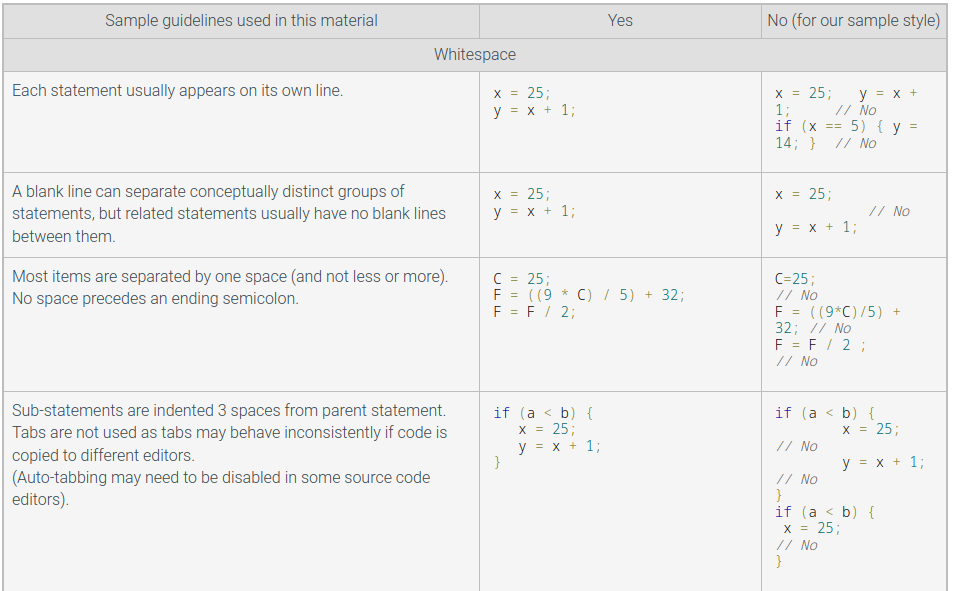 Sample guidelines used in this material Yes No (for our sample style)
Whitespace
Each statement usually appears on its own line.
x = 25;
y = x + 1;
x = 25;   y = x +
1;      // No
if (x == 5) { y =
14; }  // No
A blank line can separate conceptually distinct groups of
statements, but related statements usually have no blank lines
between them.
x = 25;
y = x + 1;
x = 25;
           // No
y = x + 1;
Most items are separated by one space (and not less or more).
No space precedes an ending semicolon.
C = 25;
F = ((9 * C) / 5) + 32;
F = F / 2;
C=25;
// No
F = ((9*C)/5) +
32;  // No
F = F / 2 ;
// No
Sub-statements are indented 3 spaces from parent statement.
Tabs are not used as tabs may behave inconsistently if code is
copied to different editors.
(Auto-tabbing may need to be disabled in some source code
editors).
if (a < b) {
   x = 25;
   y = x + 1;
}
if (a < b) {
        x = 25;
// No
        y = x + 1;
// No
}
if (a < b) {
 x = 25;
// No
}